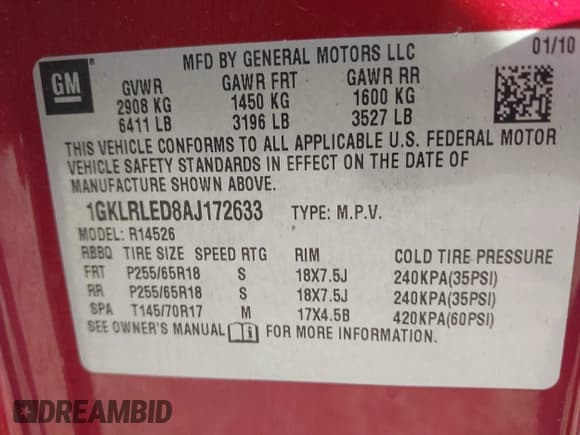 GM
MFD BY GENERAL MOTORS LLC 01/10
GVWR GAWR FRT GAWR RR
2908 KG 1450 KG 1600 KG
6411 LB 3196 LB 3527 LB
THIS VEHICLE CONFORMS TO ALL APPLICABLE U.S. FEDERAL MOTOR
VEHICLE SAFETY STANDARDS IN EFFECT ON THE DATE OF
MANUFACTURE SHOWN ABOVE.
1GKLRLED8AJ172633 TYPE: M.P.V.
MODEL: R14526
RBBQ TIRE SIZE SPEED RTG RIM COLD TIRE PRESSURE
FRT P255/65R18 S 18X7.5J 240KPA(35PSI)
RR P255/65R18 S 18X7.5J 240KPA(35PSI)
SPA T145/70R17 M 17X4.5B 420KPA(60PSI)
SEE OWNER'S MANUAL FOR MORE INFORMATION.
DREAMBID